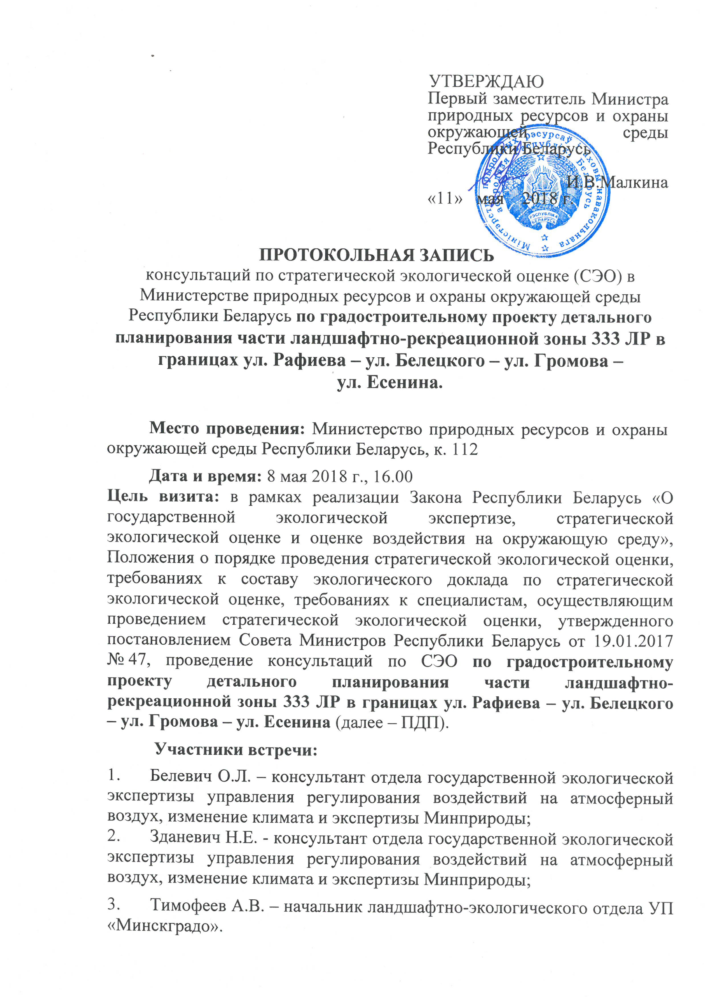 УТВЕРЖДАЮ
Первый заместитель Министра
природных ресурсов и охраны
окружающей среды
Республики Беларусь
И.В.Малкина
«11» мая 2018 г.
Міністэрства прыродных рэсурсаў і аховы навакольнага
асяроддзя Рэспублікі Беларусь
РЭСПУБЛІКА
БЕЛАРУСЬ
ПРОТОКОЛЬНАЯ ЗАПИСЬ
консультаций по стратегической экологической оценке (СЭО) в
Министерстве природных ресурсов и охраны окружающей среды
Республики Беларусь по градостроительному проекту детального
планирования части ландшафтно-рекреационной зоны 333 ЛР в
границах ул. Рафиева – ул. Белецкого – ул. Громова –
ул. Есенина.
Место проведения: Министерство природных ресурсов и охраны
окружающей среды Республики Беларусь, к. 112
Дата и время: 8 мая 2018 г., 16.00
Цель визита: в рамках реализации Закона Республики Беларусь «О
государственной экологической экспертизе, стратегической
экологической оценке и оценке воздействия на окружающую среду»,
Положения о порядке проведения стратегической экологической оценки,
требованиях к составу экологического доклада по стратегической
экологической оценке, требованиях к специалистам, осуществляющим
проведением стратегической экологической оценки, утвержденного
постановлением Совета Министров Республики Беларусь от 19.01.2017
№ 47, проведение консультаций по СЭО по градостроительному
проекту детального планирования части ландшафтно-
рекреационной зоны 333 ЛР в границах ул. Рафиева – ул. Белецкого
– ул. Громова – ул. Есенина (далее – ПДП).
Участники встречи:
1. Белевич О.Л. – консультант отдела государственной экологической
экспертизы управления регулирования воздействий на атмосферный
воздух, изменение климата и экспертизы Минприроды;
2. Зданевич Н.Е. - консультант отдела государственной экологической
экспертизы управления регулирования воздействий на атмосферный
воздух, изменение климата и экспертизы Минприроды;
3. Тимофеев А.В. – начальник ландшафтно-экологического отдела УП
«Минскградо».